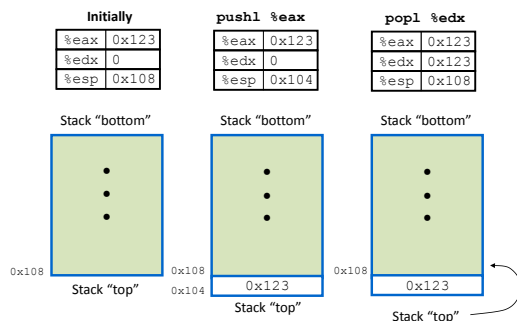 Initially
%eax 0x123
%edx 0
%esp 0x108
Stack “bottom”
0x108
Stack “top”
pushl %eax
%eax 0x123
%edx 0
%esp 0x104
Stack “bottom”
0x108
0x104 0x123
Stack “top”
popl %edx
%eax 0x123
%edx 0x123
%esp 0x108
Stack “bottom”
0x108
0x123
Stack “top”